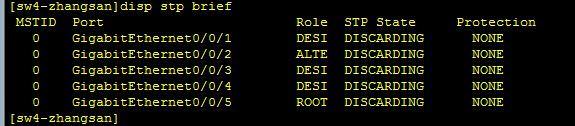 [sw4-zhangsan]disp stp brief
MSTID Port Role STP State Protection
0 GigabitEthernet0/0/1 DESI DISCARDING NONE
0 GigabitEthernet0/0/2 ALTE DISCARDING NONE
0 GigabitEthernet0/0/3 DESI DISCARDING NONE
0 GigabitEthernet0/0/4 DESI DISCARDING NONE
0 GigabitEthernet0/0/5 ROOT DISCARDING NONE
[sw4-zhangsan]